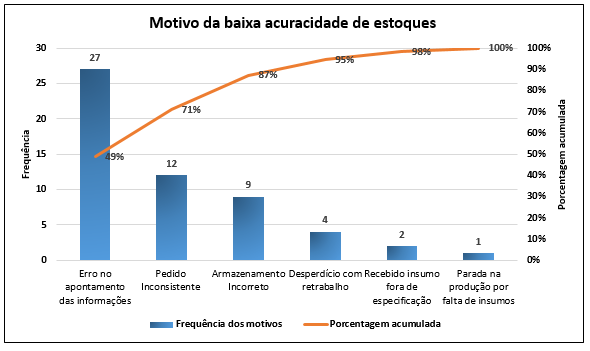 Motivo da baixa acuracidade de estoques
Frequência
30
25
20
15
10
5
0
27
12
9
4
2
1
49%
71%
87%
95%
98%
100%
100%
90%
80%
70%
60%
50%
40%
30%
20%
10%
0%
Porcentagem acumulada
Erro no
apontamento
das informações
Pedido
Inconsistente
Armazenamento
Incorreto
Desperdício com
retrabalho
Recebido insumo
fora de
especificação
Parada na
produção por
falta de insumos
Frequência dos motivos
Porcentagem acumulada